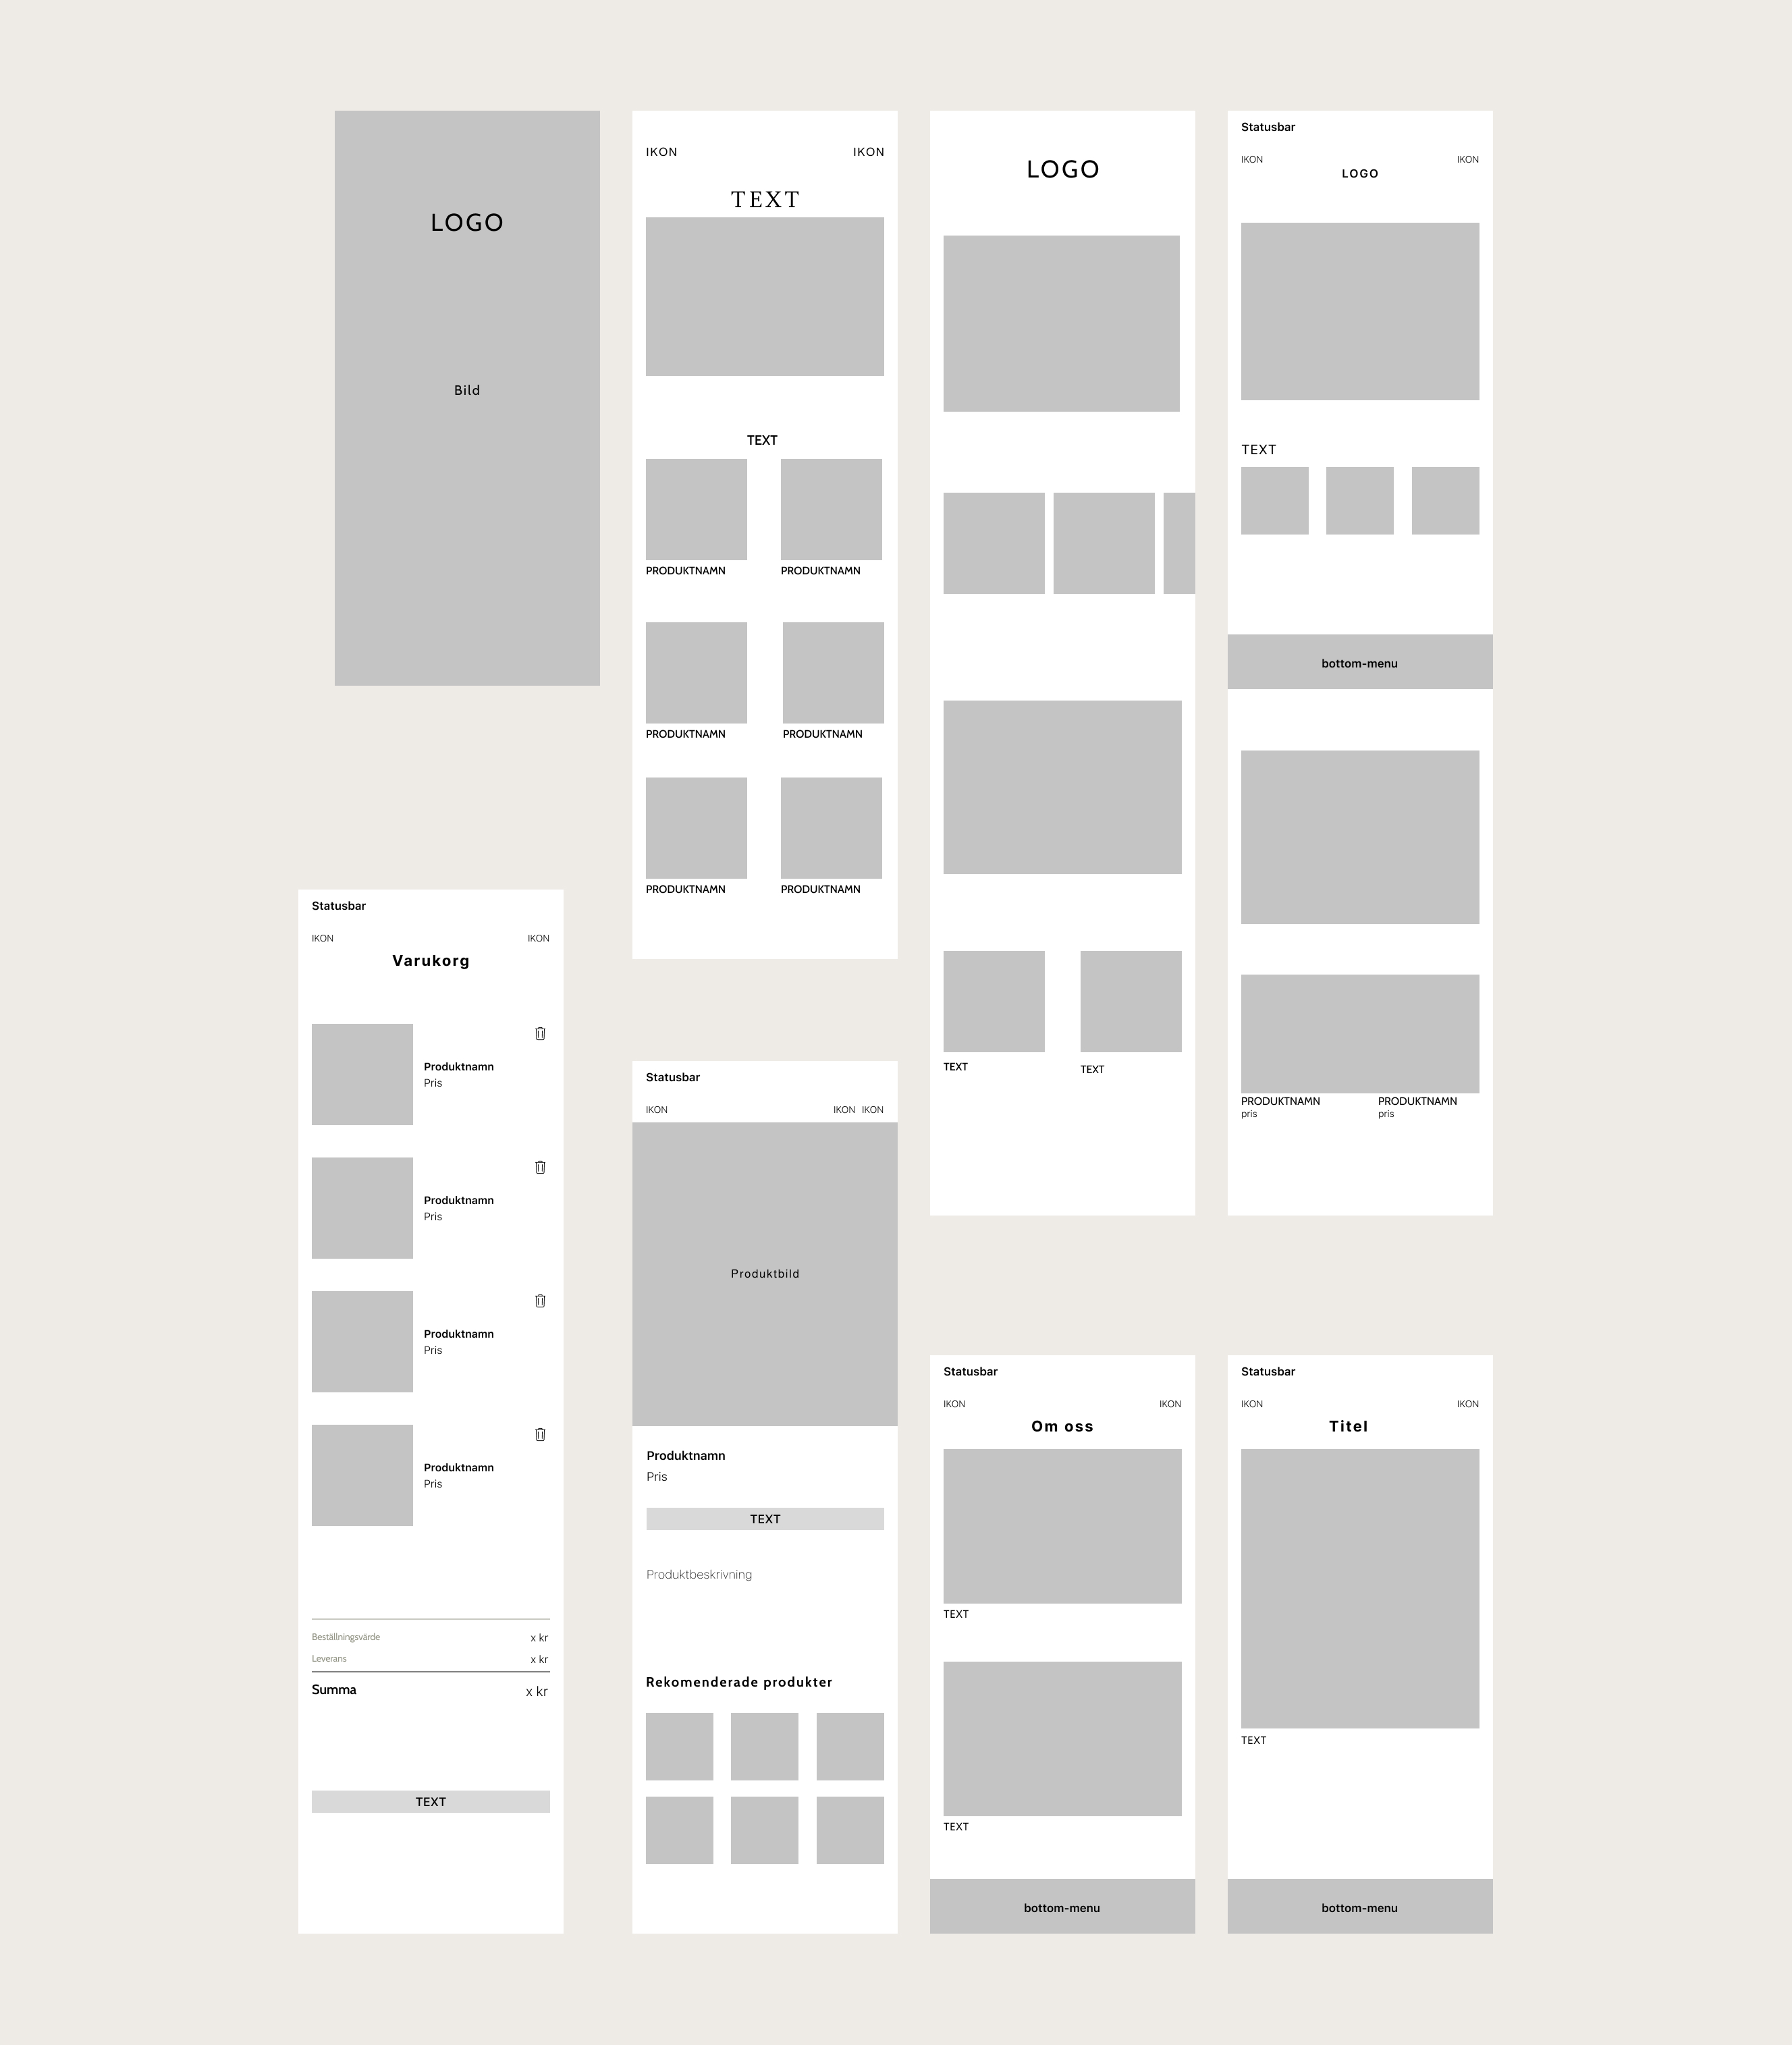 LOGO
Bild
IKON IKON
TEXT
TEXT
PRODUKTNAMN PRODUKTNAMN
PRODUKTNAMN PRODUKTNAMN
PRODUKTNAMN PRODUKTNAMN
LOGO
TEXT TEXT
Statusbar
IKON IKON
LOGO
TEXT
bottom-menu
PRODUKTNAMN PRODUKTNAMN
pris pris
Statusbar
IKON IKON
Varukorg
Produktnamn
Pris
Produktnamn
Pris
Produktnamn
Pris
Produktnamn
Pris
Beställningsvärde x kr
Leverans x kr
Summa x kr
TEXT
Statusbar
IKON IKON IKON
Produktbild
Produktnamn
Pris
TEXT
Produktbeskrivning
Rekomenderade produkter
Statusbar
IKON IKON
Om oss
TEXT
TEXT
bottom-menu
Statusbar
IKON IKON
Titel
TEXT
bottom-menu